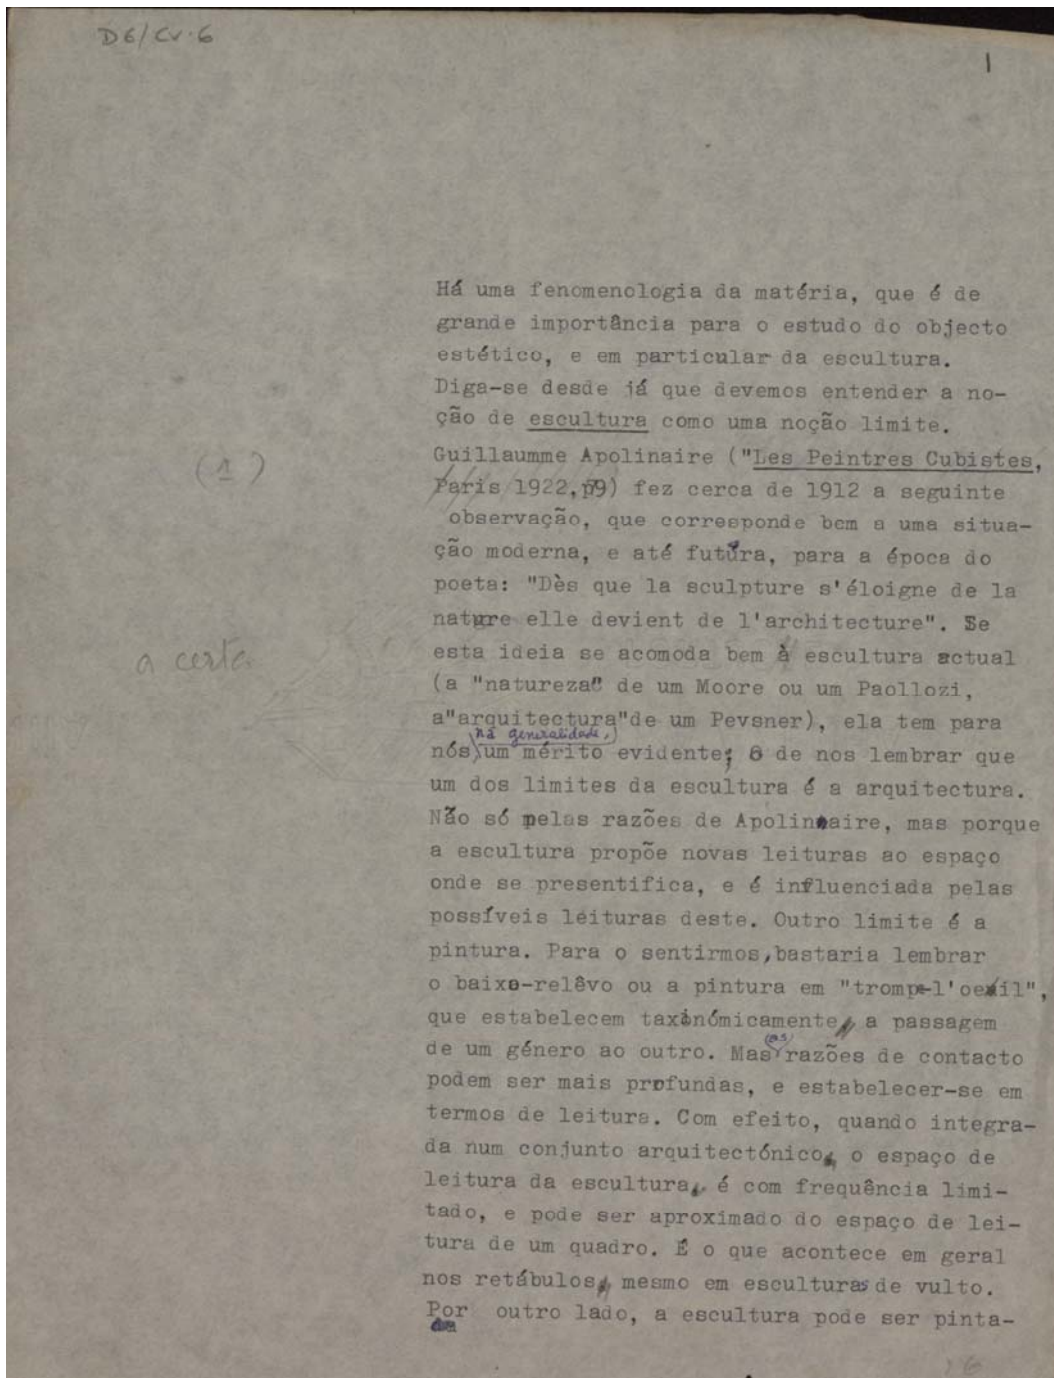 D6/CV.6
1
Há uma fenomenologia da matéria, que é de
grande importância para o estudo do objecto
estético, e em particular da escultura.
Diga-se desde já que devemos entender a no-
ção de escultura como uma noção limite.
(1)
Guillaumme Apolinaire ("Les Peintres Cubistes,
Paris 1922,p9) fez cerca de 1912 a seguinte
observação, que corresponde bem a uma situa-
ção moderna, e até futura, para a época do
poeta: "Dès que la sculpture s'éloigne de la
nature elle devient de l'architecture". Se
a certa
esta ideia se acomoda bem à escultura actual
(a "natureza" de um Moore ou um Paollozi,
a"arquitectura"de um Pevsner), ela tem para
na generalidade,
nós um mérito evidente; é de nos lembrar que
um dos limites da escultura é a arquitectura.
Não só pelas razões de Apolinaire, mas porque
a escultura propõe novas leituras ao espaço
onde se presentifica, e é influenciada pelas
possíveis leituras deste. Outro limite é a
pintura. Para o sentirmos, bastaria lembrar
o baixo-relêvo ou a pintura em "trompe-l'oeil",
que estabelecem taxinómicamente, a passagem
de um género ao outro. Mas (as) razões de contacto
podem ser mais profundas, e estabelecer-se em
termos de leitura. Com efeito, quando integra-
da num conjunto arquitectónico, o espaço de
leitura da escultura, é com frequência limi-
tado, e pode ser aproximado do espaço de lei-
tura de um quadro. É o que acontece em geral
nos retábulos, mesmo em esculturas de vulto.
Por outro lado, a escultura pode ser pinta-